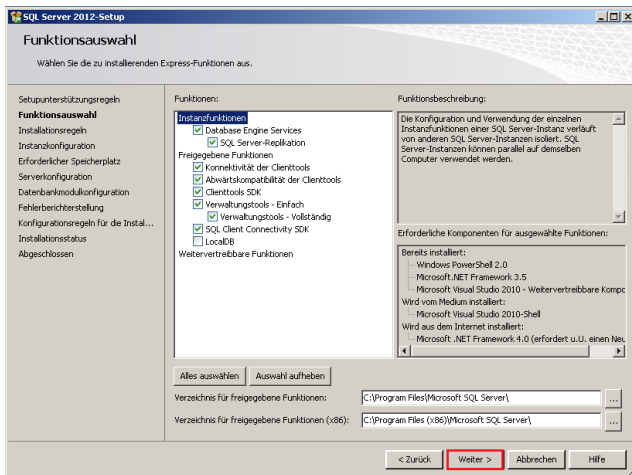 SQL Server 2012-Setup
Funktionsauswahl
Wählen Sie die zu installierenden Express-Funktionen aus.
Setupunterstützungsregeln
Funktionsauswahl
Installationsregeln
Instanzkonfiguration
Erforderlicher Speicherplatz
Serverkonfiguration
Datenbankmodulkonfiguration
Fehlerberichterstellung
Konfigurationsregeln für die Instal...
Installationsstatus
Abgeschlossen
Funktionen:
Instanzfunktionen
Database Engine Services
SQL Server-Replikation
Freigegebene Funktionen
Konnektivität der Clienttools
Abwärtskompatibilität der Clienttools
Clienttools SDK
Verwaltungstools - Einfach
Verwaltungstools - Vollständig
SQL Client Connectivity SDK
LocalDB
Weitervertreibbare Funktionen
Funktionsbeschreibung:
Die Konfiguration und Verwendung der einzelnen
Instanzfunktionen einer SQL Server-Instanz verläuft
von anderen SQL Server-Instanzen isoliert. SQL
Server-Instanzen können parallel auf demselben
Computer verwendet werden.
Erforderliche Komponenten für ausgewählte Funktionen:
Bereits installiert:
Windows PowerShell 2.0
Microsoft.NET Framework 3.5
Microsoft Visual Studio 2010 - Weitervertreibbare Kompc
Wird vom Medium installiert:
Microsoft Visual Studio 2010-Shell
Wird aus dem Internet installiert:
Microsoft .NET Framework 4.0 (erfordert u.U. einen Neu
Alles auswählen
Auswahl aufheben
Verzeichnis für freigegebene Funktionen:
C:\Program Files\Microsoft SQL Server\
...
Verzeichnis für freigegebene Funktionen (x86):
C:\Program Files (x86)\Microsoft SQL Server\
...
< Zurück
Weiter >
Abbrechen
Hilfe